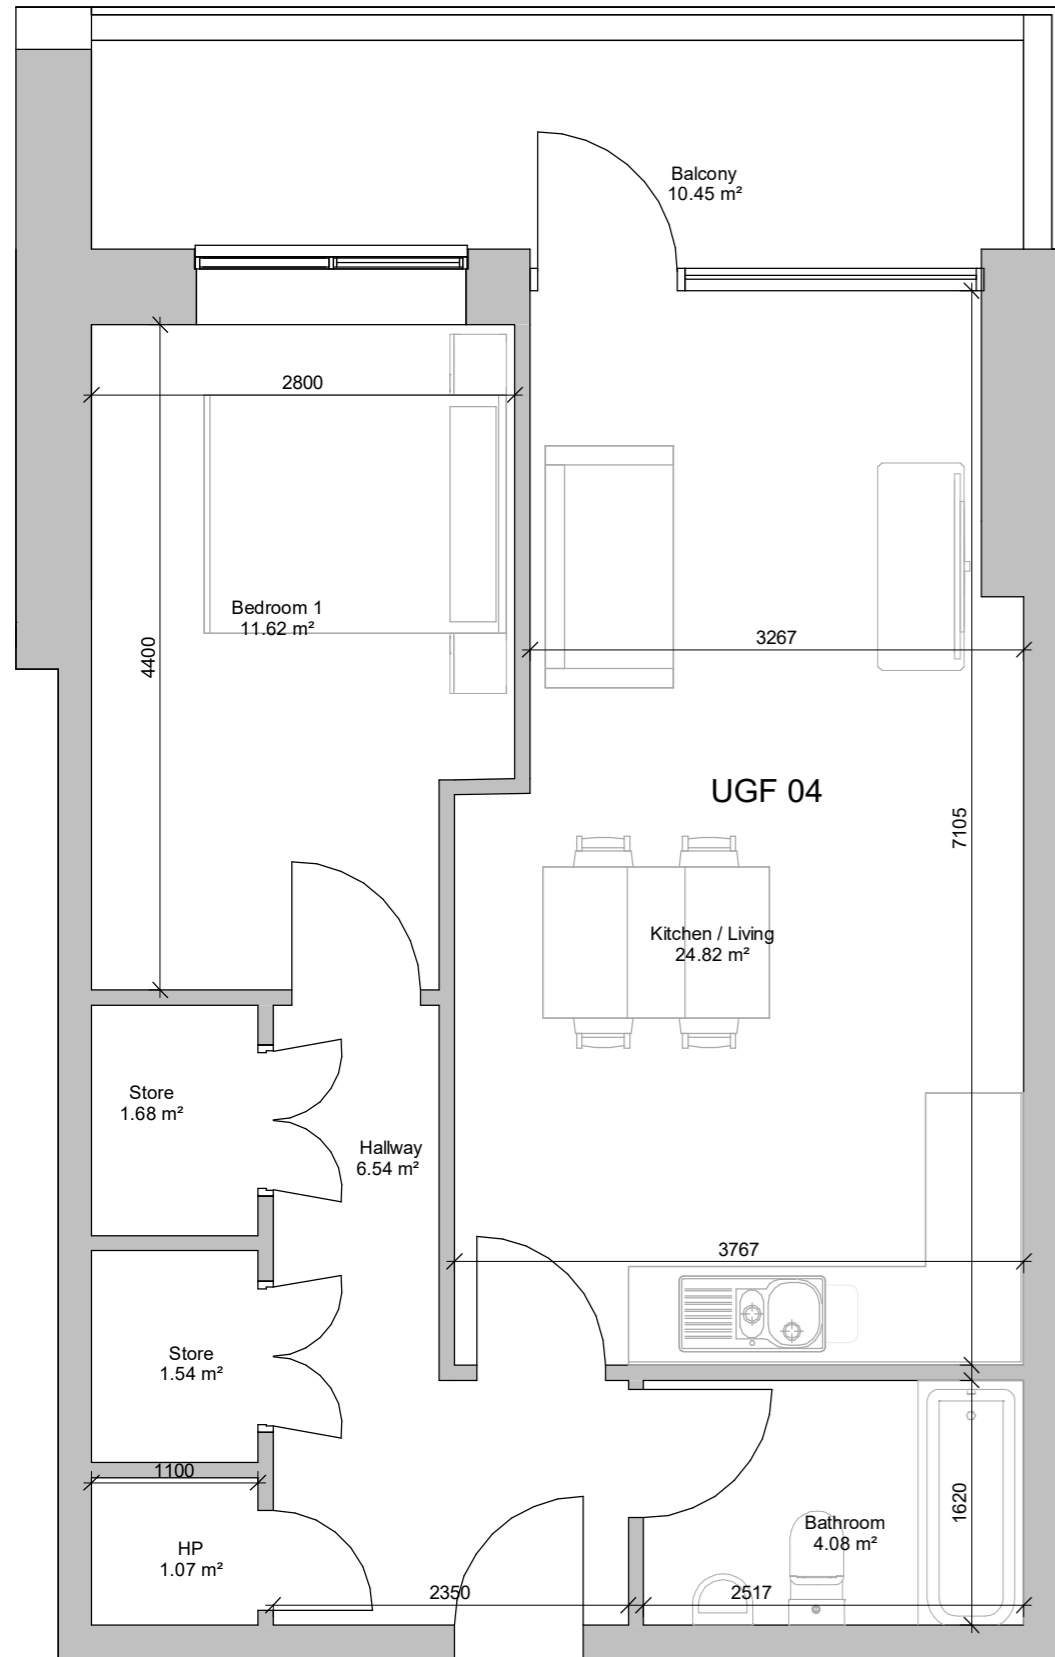 Balcony
10.45 m²
2800
Bedroom 1
11.62 m²
4400
3267
UGF 04
7105
Kitchen / Living
24.82 m²
Store
1.68 m²
Hallway
6.54 m²
3767
Store
1.54 m²
1100
HP
1.07 m²
2350
Bathroom
4.08 m²
1620
2517